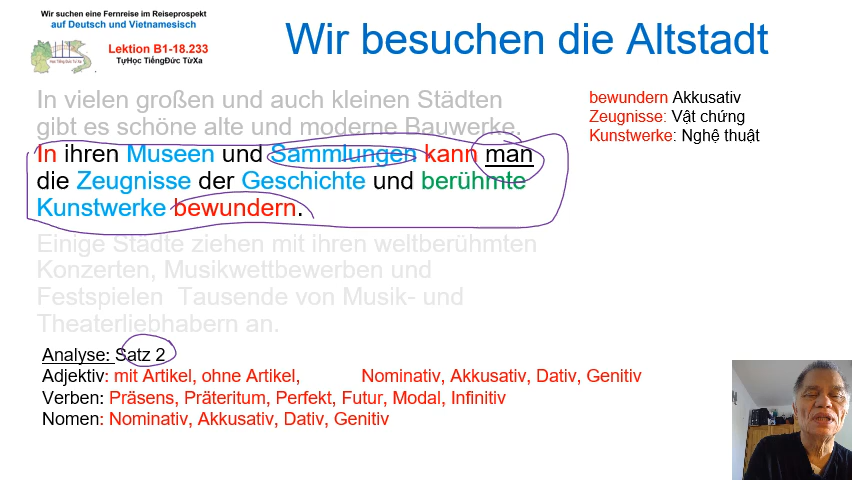 Wir suchen eine Fernreise im Reiseprospekt
auf Deutsch und Vietnamesisch
Lektion B1-18.233
TựHọc TiếngĐức TừXa
Wir besuchen die Altstadt
In vielen großen und auch kleinen Städten
gibt es schöne alte und moderne Bauwerke.
In ihren Museen und Sammlungen kann man
die Zeugnisse der Geschichte und berühmte
Kunstwerke bewundern.
Einige Städte ziehen mit ihren weltberühmten
Konzerten, Musikwettbewerben und
Festspielen Tausende von Musik- und
Theaterliebhabern an.
bewundern Akkusativ
Zeugnisse: Vật chứng
Kunstwerke: Nghệ thuật
Analyse: Satz 2
Adjektiv: mit Artikel, ohne Artikel, Nominativ, Akkusativ, Dativ, Genitiv
Verben: Präsens, Präteritum, Perfekt, Futur, Modal, Infinitiv
Nomen: Nominativ, Akkusativ, Dativ, Genitiv